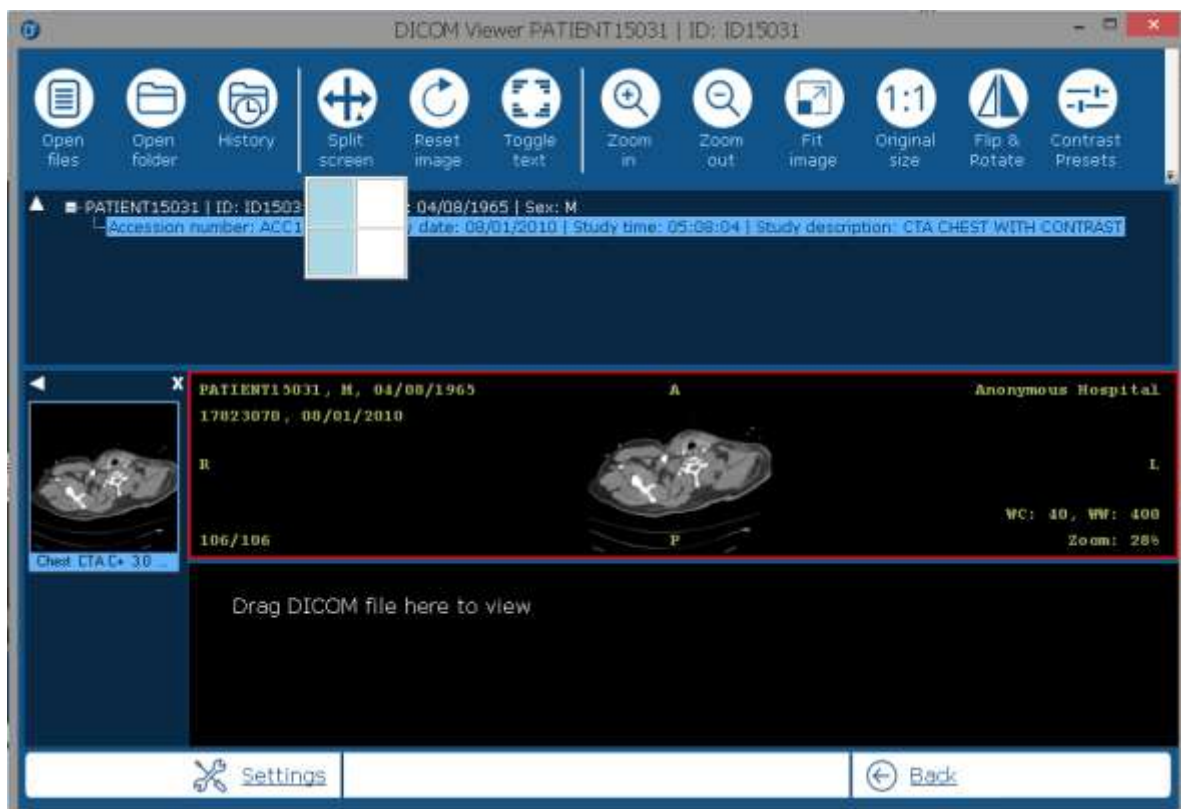 DICOM Viewer PATIENT15031 | ID: ID15031
Open files
Open folder
History
Split screen
Reset image
Toggle text
Zoom in
Zoom out
Fit image
1:1
Original size
Flip & Rotate
Contrast Presets
PATIENT15031 | ID: ID1503 : 04/08/1965 | Sex: M
Accession number: ACC1 date: 08/01/2010 | Study time: 05:08:04 | Study description: CTA CHEST WITH CONTRAST
X
PATIENT15031, M, 04/08/1965
A
Anonymous Hospital
17823070, 08/01/2010
R
L
WC: 40, WW: 400
106/106
P
Zoom: 28%
Chest CTA C+ 3.0 ...
Drag DICOM file here to view
Settings
Back